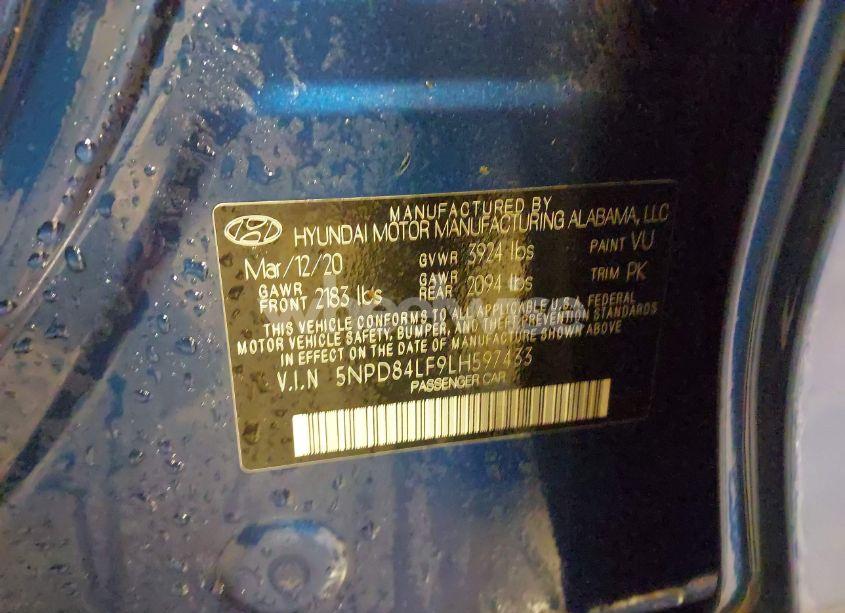 MANUFACTURED BY
HYUNDAI MOTOR MANUFACTURING ALABAMA, LLC
Mar/12/20 GVWR 3924 lbs PAINT VU
GAWR FRONT 2183 lbs GAWR REAR 2094 lbs TRIM PK
THIS VEHICLE CONFORMS TO ALL APPLICABLE U.S.A. FEDERAL
MOTOR VEHICLE SAFETY, BUMPER, AND THEFT PREVENTION STANDARDS
IN EFFECT ON THE DATE OF MANUFACTURE SHOWN ABOVE
V.I.N 5NPD84LF9LH597433
PASSENGER CAR